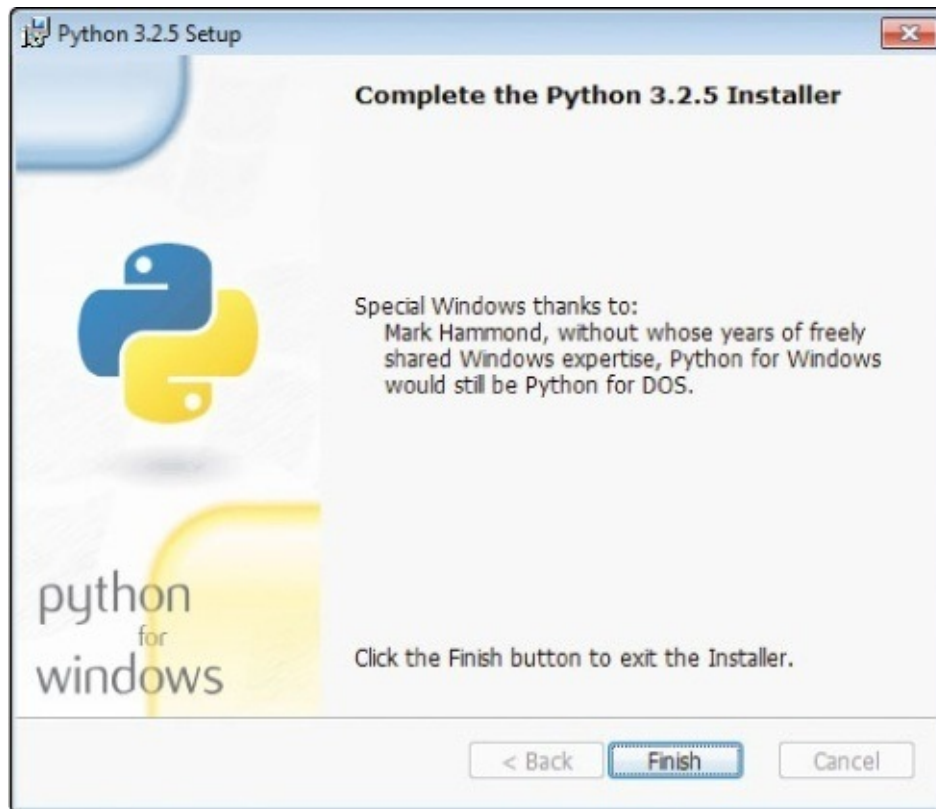 Python 3.2.5 Setup
Complete the Python 3.2.5 Installer
Special Windows thanks to:
Mark Hammond, without whose years of freely
shared Windows expertise, Python for Windows
would still be Python for DOS.
python
for
windows
Click the Finish button to exit the Installer.
< Back
Finish
Cancel